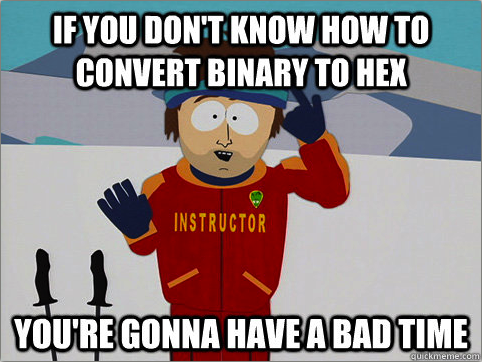 IF YOU DON'T KNOW HOW TO
CONVERT BINARY TO HEX
INSTRUCTOR
YOU'RE GONNA HAVE A BAD TIME
quickmeme.com